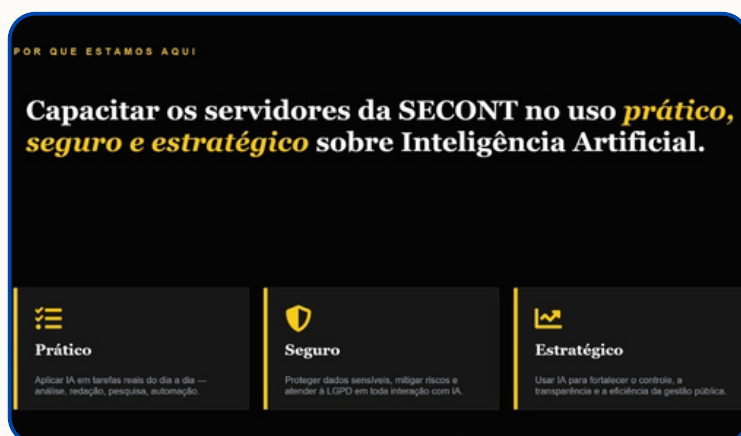 POR QUE ESTAMOS AQUI
Capacitar os servidores da SECONT no uso prático,
seguro e estratégico sobre Inteligência Artificial.
Prático
Aplicar IA em tarefas reais do dia a dia —
análise, redação, pesquisa, automação.
Seguro
Proteger dados sensíveis, mitigar riscos e
atender à LGPD em toda interação com IA.
Estratégico
Usar IA para fortalecer o controle, a
transparência e a eficiência da gestão pública.